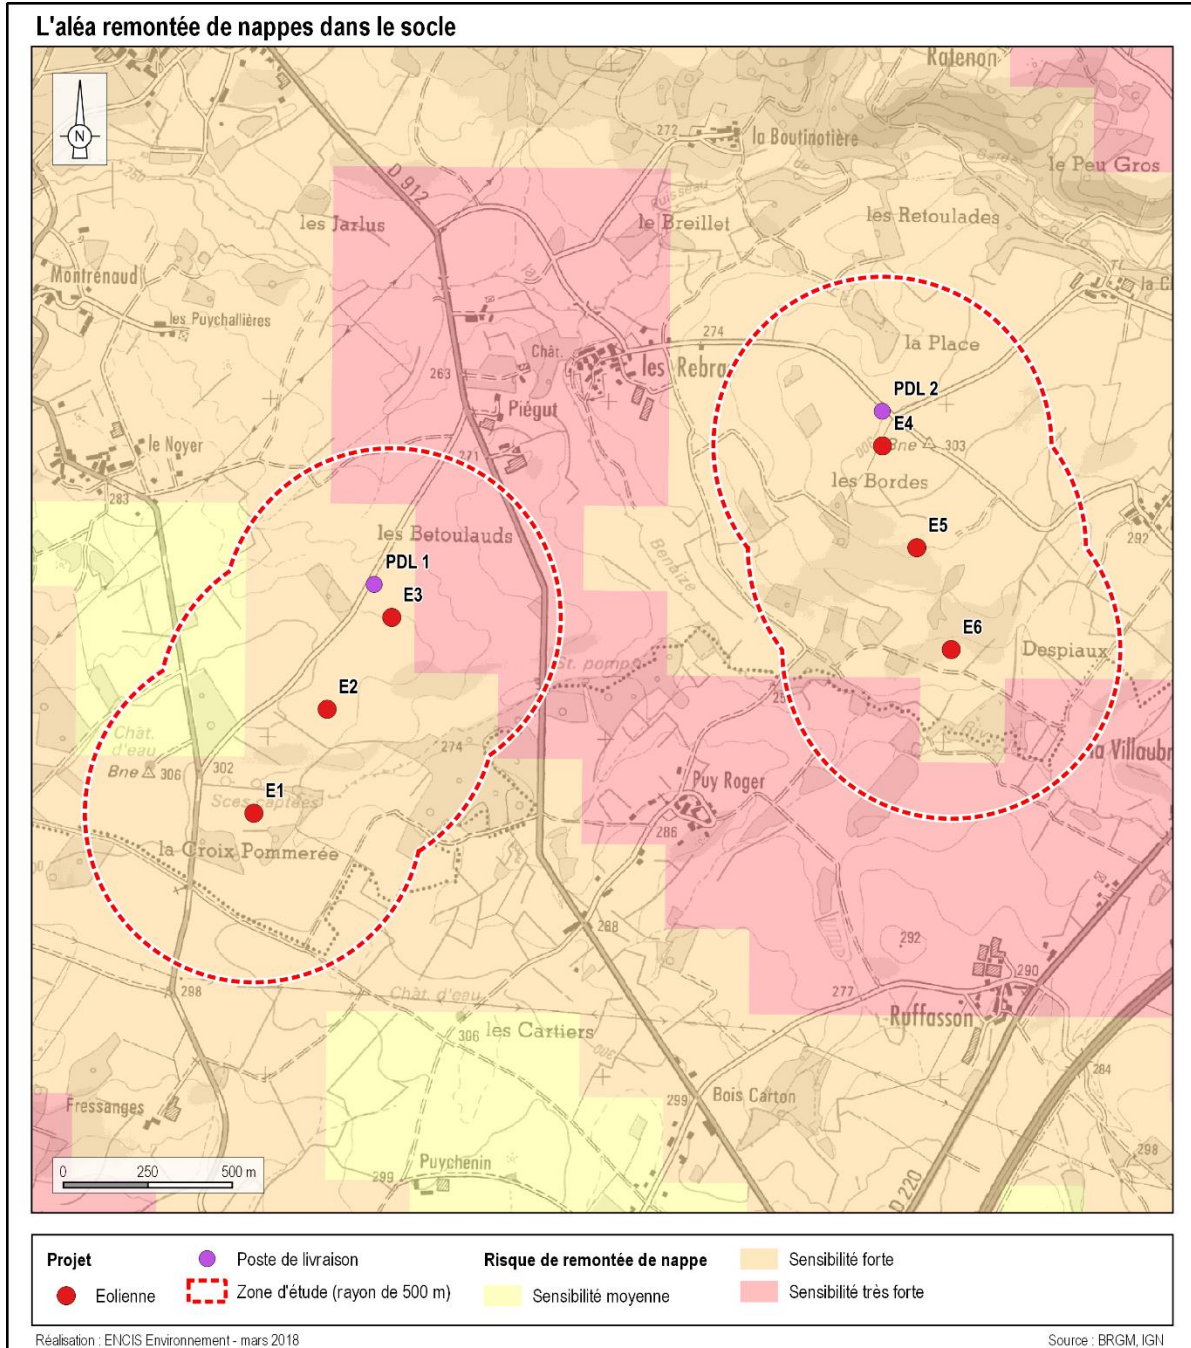 L'aléa remontée de nappes dans le socle
N
Ratenon
272
la Boutinotière
le Peu Gros
D 912
les Jarlus
le Breillet
les Retoulades
Montrénaud
les Puychallières
263
Chât.
les Rebra
274
la Place
PDL 2
E4
Bne
303
300
Piégut
le Noyer
271
les Bordes
283
les Betoulauds
E5
292
PDL 1
E3
Benaize
E6
Despiaux
St. pomp
E2
274
Chât.
d'eau
Bne
306
302
Sces captées
E1
Puy Roger
la Villaubr
286
la Croix Pommerée
288
292
290
298
Chât. d'eau
277
Ruffasson
306
les Cartiers
300
284
Fressanges
299
Bois Carton
298
Puychenin
299
D 220
0 250 500 m
Projet
Poste de livraison
Risque de remontée de nappe
Sensibilité forte
Eolienne
Zone d'étude (rayon de 500 m)
Sensibilité moyenne
Sensibilité très forte
Réalisation : ENCIS Environnement - mars 2018
Source : BRGM, IGN